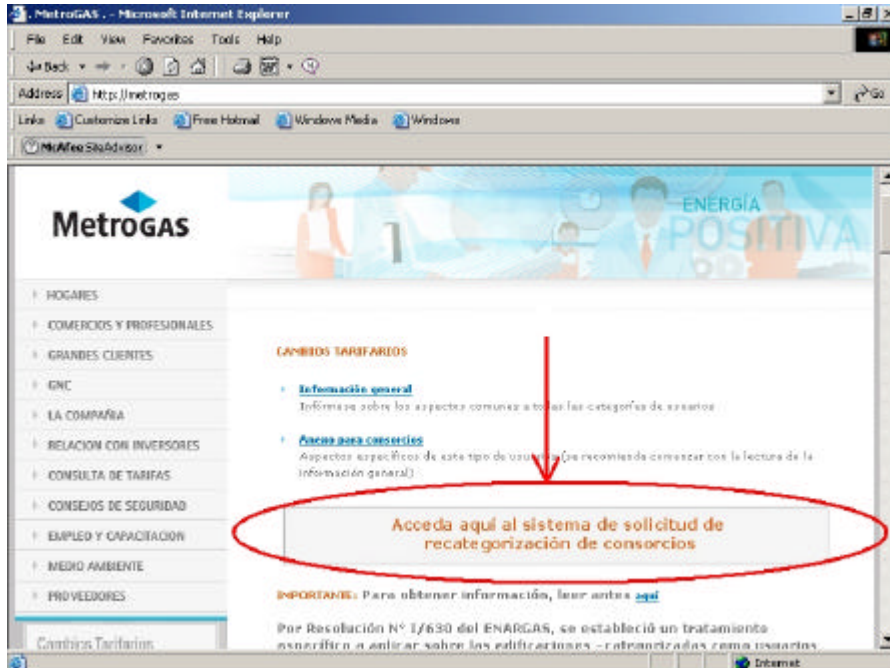 . MetroGAS . - Microsoft Internet Explorer
File Edit View Favorites Tools Help
Back
Address http://metrogas Go
Links Customize Links Free Hotmail Windows Media Windows
McAfee SiteAdvisor
MetroGAS
ENERGÍA
POSITIVA
HOGARES
COMERCIOS Y PROFESIONALES
GRANDES CLIENTES
GNC
LA COMPAÑIA
RELACION CON INVERSORES
CONSULTA DE TARIFAS
CONSEJOS DE SEGURIDAD
EMPLEO Y CAPACITACION
MEDIO AMBIENTE
PROVEEDORES
Cambios Tarifarios
CAMBIOS TARIFARIOS
Información general
Infórmese sobre los aspectos comunes a todas las categorías de usuarios
Anexo para consorcios
Aspectos específicos de este tipo de usuarios (se recomienda comenzar con la lectura de la
información general)
Acceda aquí al sistema de solicitud de
recategorización de consorcios
IMPORTANTE: Para obtener información, leer antes aquí
Por Resolución Nº I/630 del ENARGAS, se estableció un tratamiento
específico a aplicar sobre las edificaciones -categorizadas como usuarios
Internet